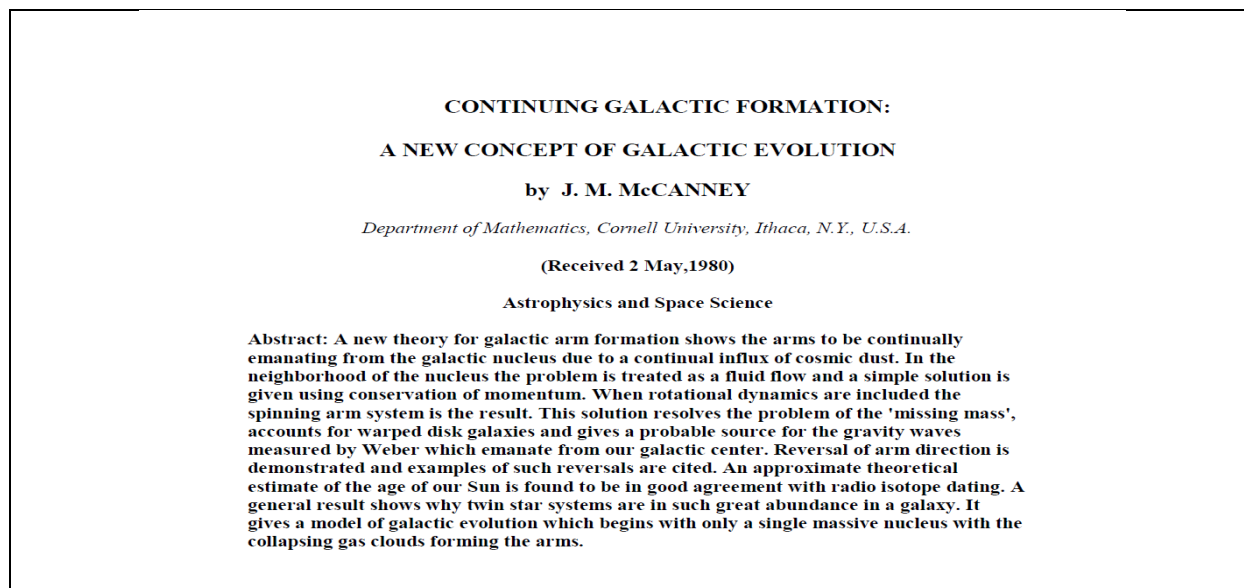 CONTINUING GALACTIC FORMATION:
A NEW CONCEPT OF GALACTIC EVOLUTION
by J. M. McCANNEY
Department of Mathematics, Cornell University, Ithaca, N.Y., U.S.A.
(Received 2 May,1980)
Astrophysics and Space Science
Abstract: A new theory for galactic arm formation shows the arms to be continually
emanating from the galactic nucleus due to a continual influx of cosmic dust. In the
neighborhood of the nucleus the problem is treated as a fluid flow and a simple solution is
given using conservation of momentum. When rotational dynamics are included the
spinning arm system is the result. This solution resolves the problem of the 'missing mass',
accounts for warped disk galaxies and gives a probable source for the gravity waves
measured by Weber which emanate from our galactic center. Reversal of arm direction is
demonstrated and examples of such reversals are cited. An approximate theoretical
estimate of the age of our Sun is found to be in good agreement with radio isotope dating. A
general result shows why twin star systems are in such great abundance in a galaxy. It
gives a model of galactic evolution which begins with only a single massive nucleus with the
collapsing gas clouds forming the arms.